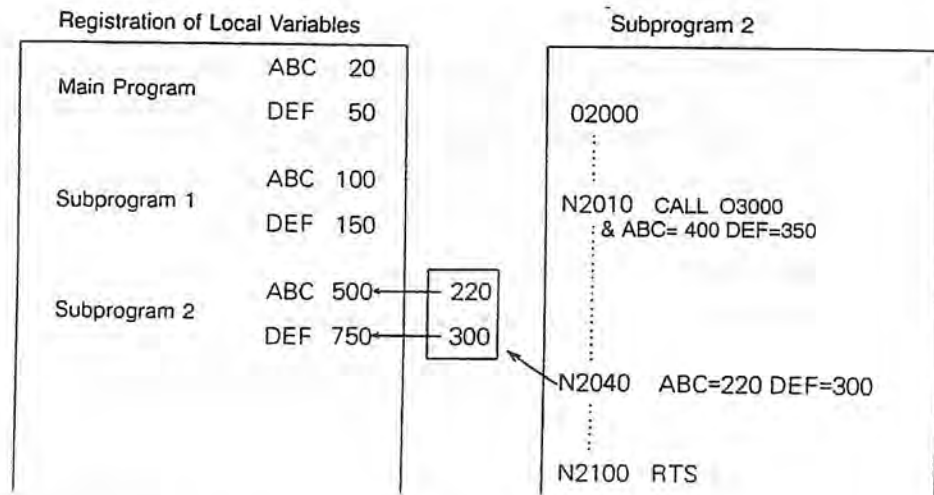 Registration of Local Variables
Main Program
ABC 20
DEF 50
Subprogram 1
ABC 100
DEF 150
Subprogram 2
ABC 500 220
DEF 750 300
Subprogram 2
02000
N2010 CALL O3000
& ABC= 400 DEF=350
N2040 ABC=220 DEF=300
N2100 RTS